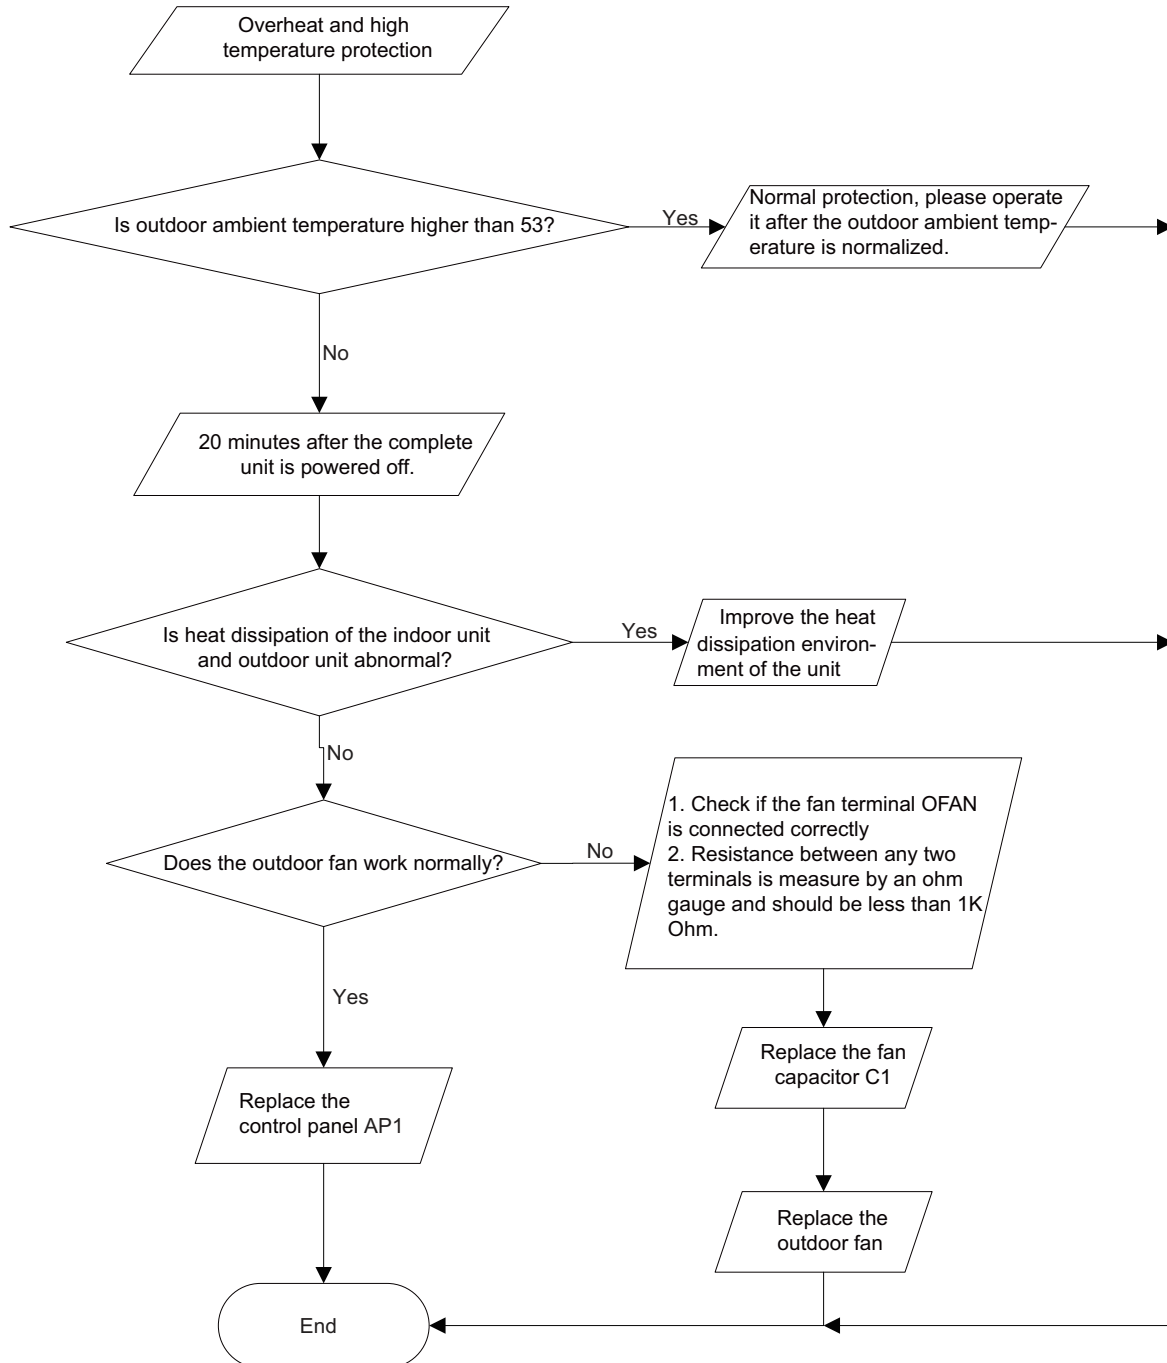 Overheat and high
temperature protection
Is outdoor ambient temperature higher than 53?
Yes
Normal protection, please operate
it after the outdoor ambient temp-
erature is normalized.
No
20 minutes after the complete
unit is powered off.
Is heat dissipation of the indoor unit
and outdoor unit abnormal?
Yes
Improve the heat
dissipation environ-
ment of the unit
No
Does the outdoor fan work normally?
No
1. Check if the fan terminal OFAN
is connected correctly
2. Resistance between any two
terminals is measure by an ohm
gauge and should be less than 1K
Ohm.
Yes
Replace the fan
capacitor C1
Replace the
control panel AP1
Replace the
outdoor fan
End